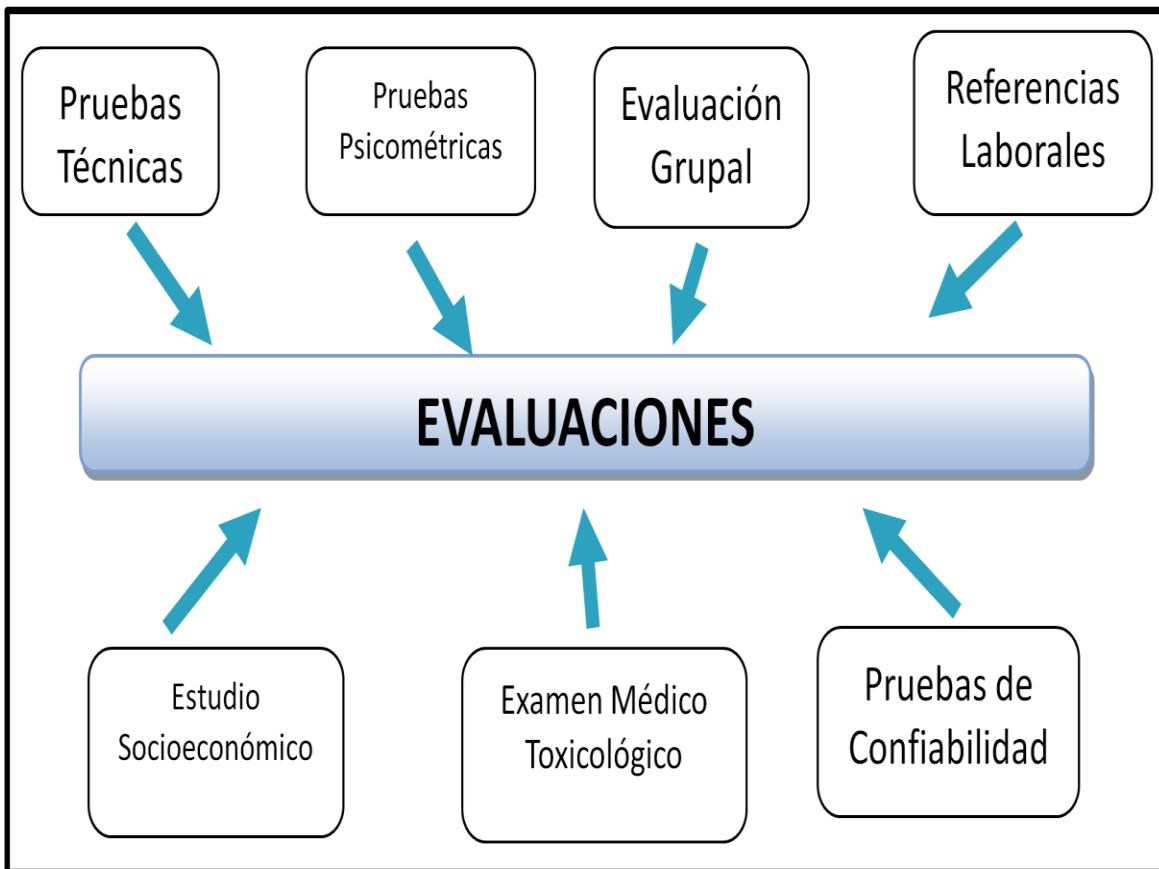 Pruebas
Técnicas
Pruebas
Psicométricas
Evaluación
Grupal
Referencias
Laborales
EVALUACIONES
Estudio
Socioeconómico
Examen Médico
Toxicológico
Pruebas de
Confiabilidad